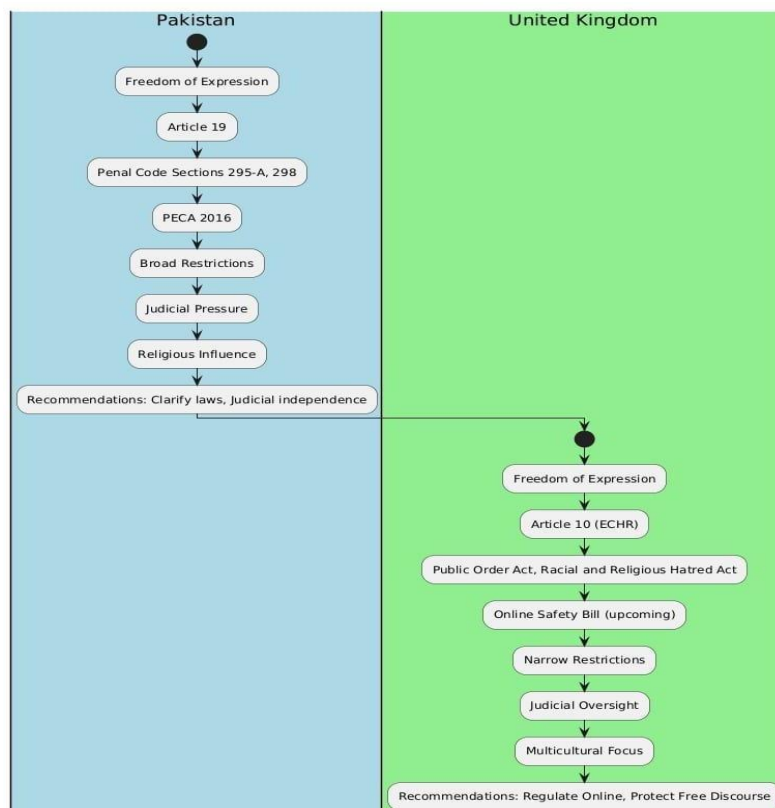 Pakistan
United Kingdom
Freedom of Expression
Article 19
Penal Code Sections 295-A, 298
PECA 2016
Broad Restrictions
Judicial Pressure
Religious Influence
Recommendations: Clarify laws, Judicial independence
Freedom of Expression
Article 10 (ECHR)
Public Order Act, Racial and Religious Hatred Act
Online Safety Bill (upcoming)
Narrow Restrictions
Judicial Oversight
Multicultural Focus
Recommendations: Regulate Online, Protect Free Discourse